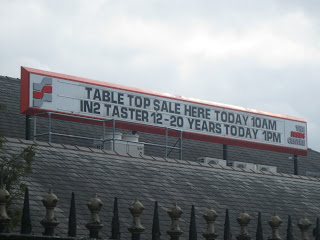 TABLE TOP SALE HERE TODAY 10AM
IN2 TASTER 12-20 YEARS TODAY 1PM